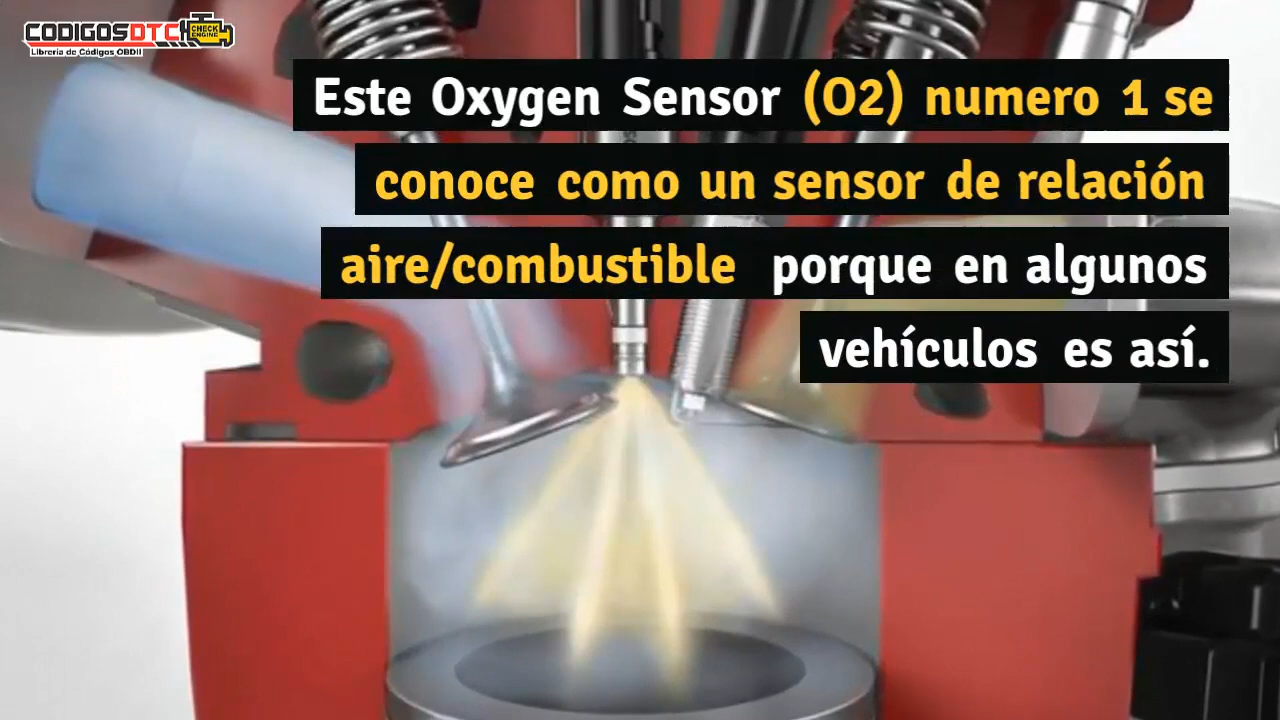 CODIGOSDTC
CHECK
ENGINE
Librería de Códigos OBDII
Este Oxygen Sensor (O2) numero 1 se
conoce como un sensor de relación
aire/combustible porque en algunos
vehículos es así.